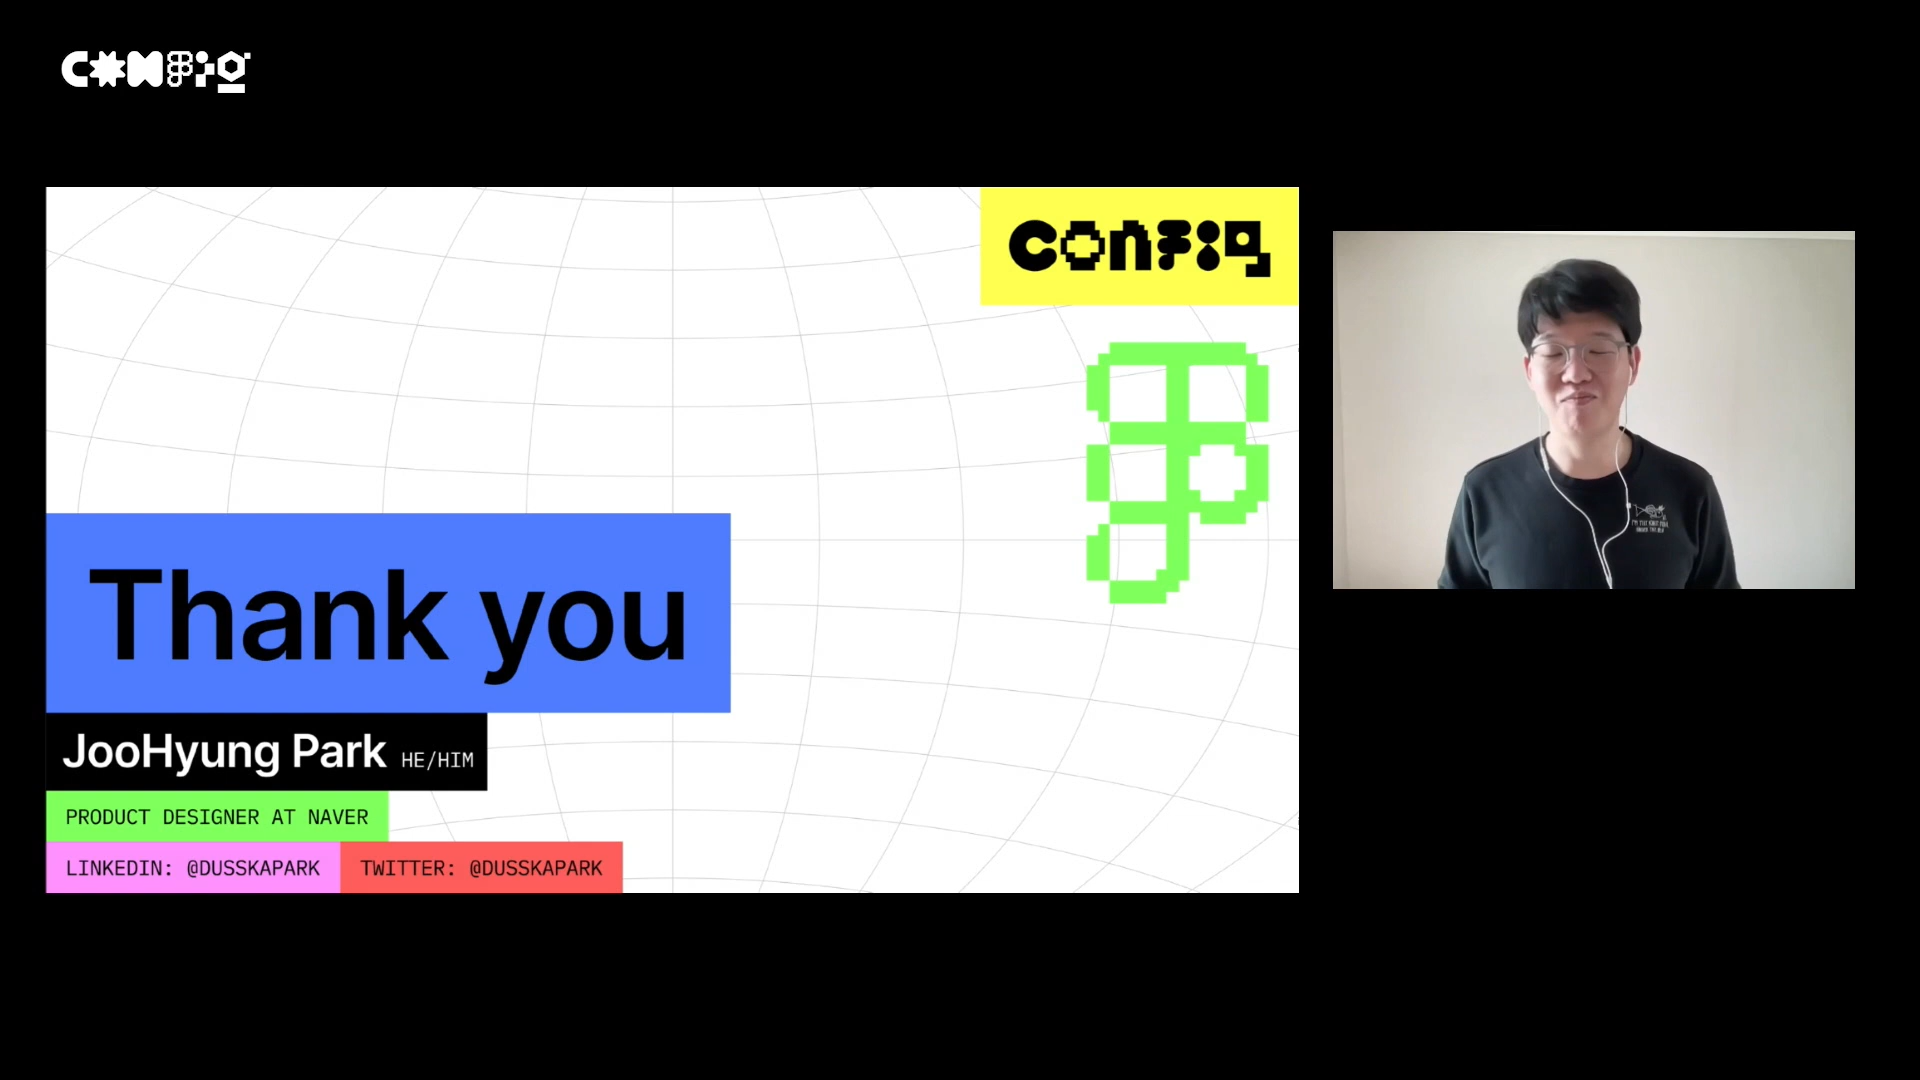 CONFIG
CONFIG
Thank you
JooHyung Park HE/HIM
PRODUCT DESIGNER AT NAVER
LINKEDIN: @DUSSKAPARK TWITTER: @DUSSKAPARK